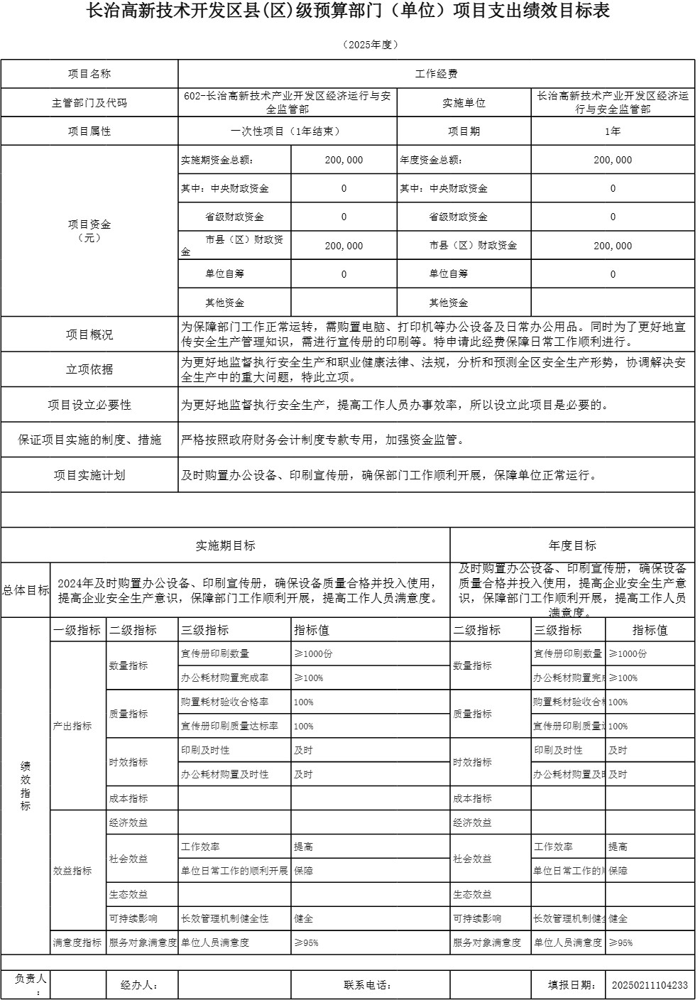 长治高新技术开发区县(区)级预算部门（单位）项目支出绩效目标表
（2025年度）
项目名称 工作经费
主管部门及代码 602-长治高新技术产业开发区经济运行与安全监管部 实施单位 长治高新技术产业开发区经济运行与安全监管部
项目属性 一次性项目（1年结束） 项目期 1年
项目资金
（元）
实施期资金总额: 200,000 年度资金总额: 200,000
其中: 中央财政资金 0 其中: 中央财政资金 0
省级财政资金 0 省级财政资金 0
市县（区）财政资金 200,000 市县（区）财政资金 200,000
单位自筹 0 单位自筹 0
其他资金 其他资金
项目概况 为保障部门工作正常运转，需购置电脑、打印机等办公设备及日常办公用品。同时为了更好地宣
传安全生产管理知识，需进行宣传册的印刷等。特申请此经费保障日常工作顺利进行。
立项依据 为更好地监督执行安全生产和职业健康法律、法规，分析和预测全区安全生产形势，协调解决安
全生产中的重大问题，特此立项。
项目设立必要性 为更好地监督执行安全生产，提高工作人员办事效率，所以设立此项目是必要的。
保证项目实施的制度、措施 严格按照政府财务会计制度专款专用，加强资金监管。
项目实施计划 及时购置办公设备、印刷宣传册，确保部门工作顺利开展，保障单位正常运行。
实施期目标 年度目标
总体目标
2024年及时购置办公设备、印刷宣传册，确保设备质量合格并投入使用，
提高企业安全生产意识，保障部门工作顺利开展，提高工作人员满意度。
及时购置办公设备、印刷宣传册，确保设备
质量合格并投入使用，提高企业安全生产意
识，保障部门工作顺利开展，提高工作人员
满意度。
绩效指标
一级指标 二级指标 三级指标 指标值 二级指标 三级指标 指标值
产出指标
数量指标 宣传册印刷数量 ≥1000份 数量指标 宣传册印刷数量 ≥1000份
办公耗材购置完成率 ≥100% 办公耗材购置完成 ≥100%
质量指标 购置耗材验收合格率 100% 质量指标 购置耗材验收合格 100%
宣传册印刷质量达标率 100% 宣传册印刷质量达 100%
时效指标 印刷及时性 及时 时效指标 印刷及时性 及时
办公耗材购置及时性 及时 办公耗材购置及时 及时
成本指标 成本指标
效益指标
经济效益 经济效益
社会效益 工作效率 提高 社会效益 工作效率 提高
单位日常工作的顺利开展 保障 单位日常工作的顺 保障
生态效益 生态效益
可持续影响 长效管理机制健全性 健全 可持续影响 长效管理机制健全 健全
满意度指标 服务对象满意度 单位人员满意度 ≥95% 服务对象满意度 单位人员满意度 ≥95%
负责人: 经办人: 联系电话: 填报日期: 20250211104233